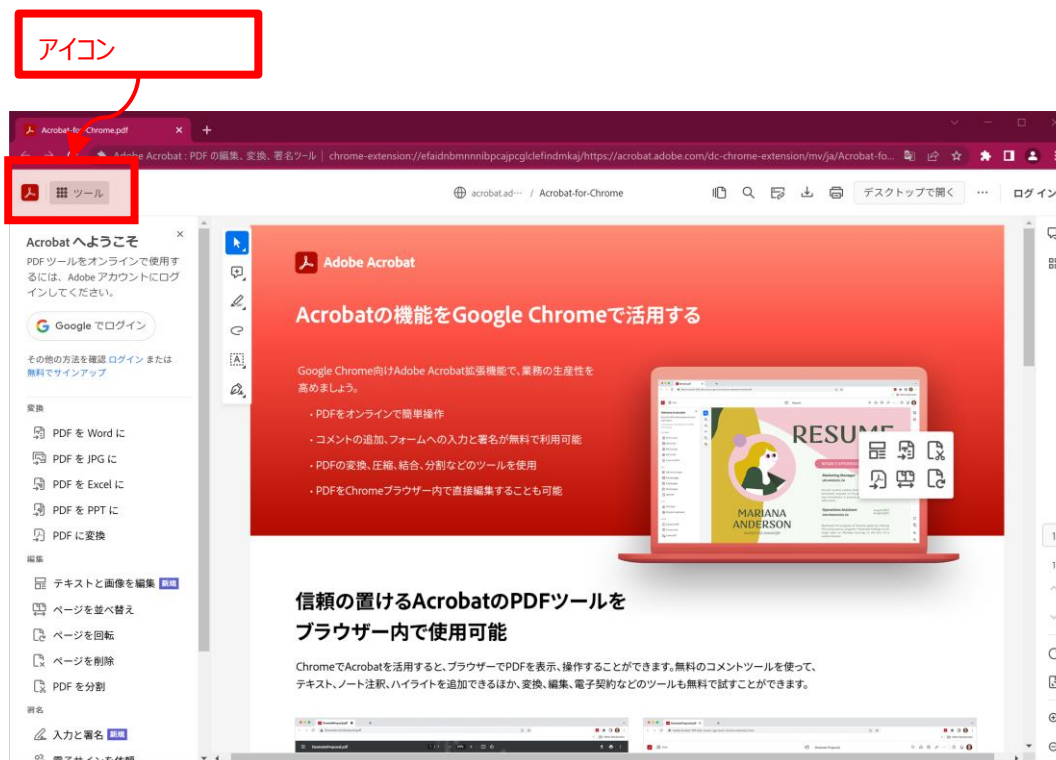 アイコン
Acrobat-for-Chrome.pdf
Adobe Acrobat : PDF の編集、変換、署名ツール | chrome-extension://efaidnbmnnnibpcajpcglclefindmkaj/https://acrobat.adobe.com/dc-chrome-extension/mv/ja/Acrobat-fo...
ツール
acrobat.ad… / Acrobat-for-Chrome
デスクトップで開く
ログイン
Acrobat へようこそ
PDF ツールをオンラインで使用す
るには、Adobe アカウントにログ
インしてください。
Google でログイン
その他の方法を確認 ログイン または
無料でサインアップ
変換
PDF を Word に
PDF を JPG に
PDF を Excel に
PDF を PPT に
PDF に変換
編集
テキストと画像を編集 新規
ページを並べ替え
ページを回転
ページを削除
PDF を分割
署名
入力と署名 新規
電子サインを依頼
Adobe Acrobat
Acrobatの機能をGoogle Chromeで活用する
Google Chrome向けAdobe Acrobat拡張機能で、業務の生産性を
高めましょう。
・PDFをオンラインで簡単操作
・コメントの追加、フォームへの入力と署名が無料で利用可能
・PDFの変換、圧縮、結合、分割などのツールを使用
・PDFをChromeブラウザー内で直接編集することも可能
RESUME
MARIANA
ANDERSON
Marketing Manager
Operations Assistant
信頼の置けるAcrobatのPDFツールを
ブラウザー内で使用可能
ChromeでAcrobatを活用すると、ブラウザーでPDFを表示、操作することができます。無料のコメントツールを使って、
テキスト、ノート注釈、ハイライトを追加できるほか、変換、編集、電子契約などのツールも無料で試すことができます。
1
1